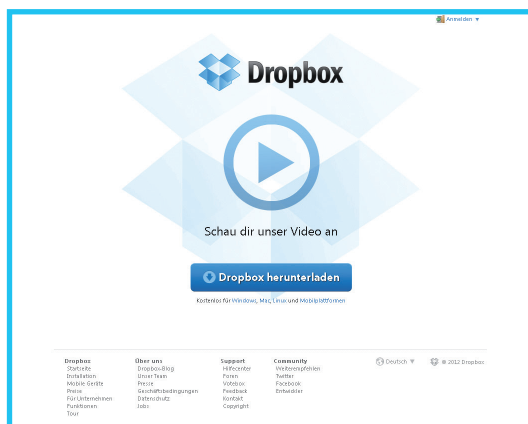 Anmelden ▼
Dropbox
Schau dir unser Video an
Dropbox herunterladen
Kostenlos für Windows, Mac, Linux und Mobilplattformen
Dropbox
Startseite
Installation
Mobile Geräte
Preise
Für Unternehmen
Funktionen
Tour
Über uns
Dropbox-Blog
Unser Team
Presse
Geschäftsbedingungen
Datenschutz
Jobs
Support
Hilfecenter
Foren
Votebox
Feedback
Kontakt
Copyright
Community
Weiterempfehlen
Twitter
Facebook
Entwickler
Deutsch ▼
© 2012 Dropbox